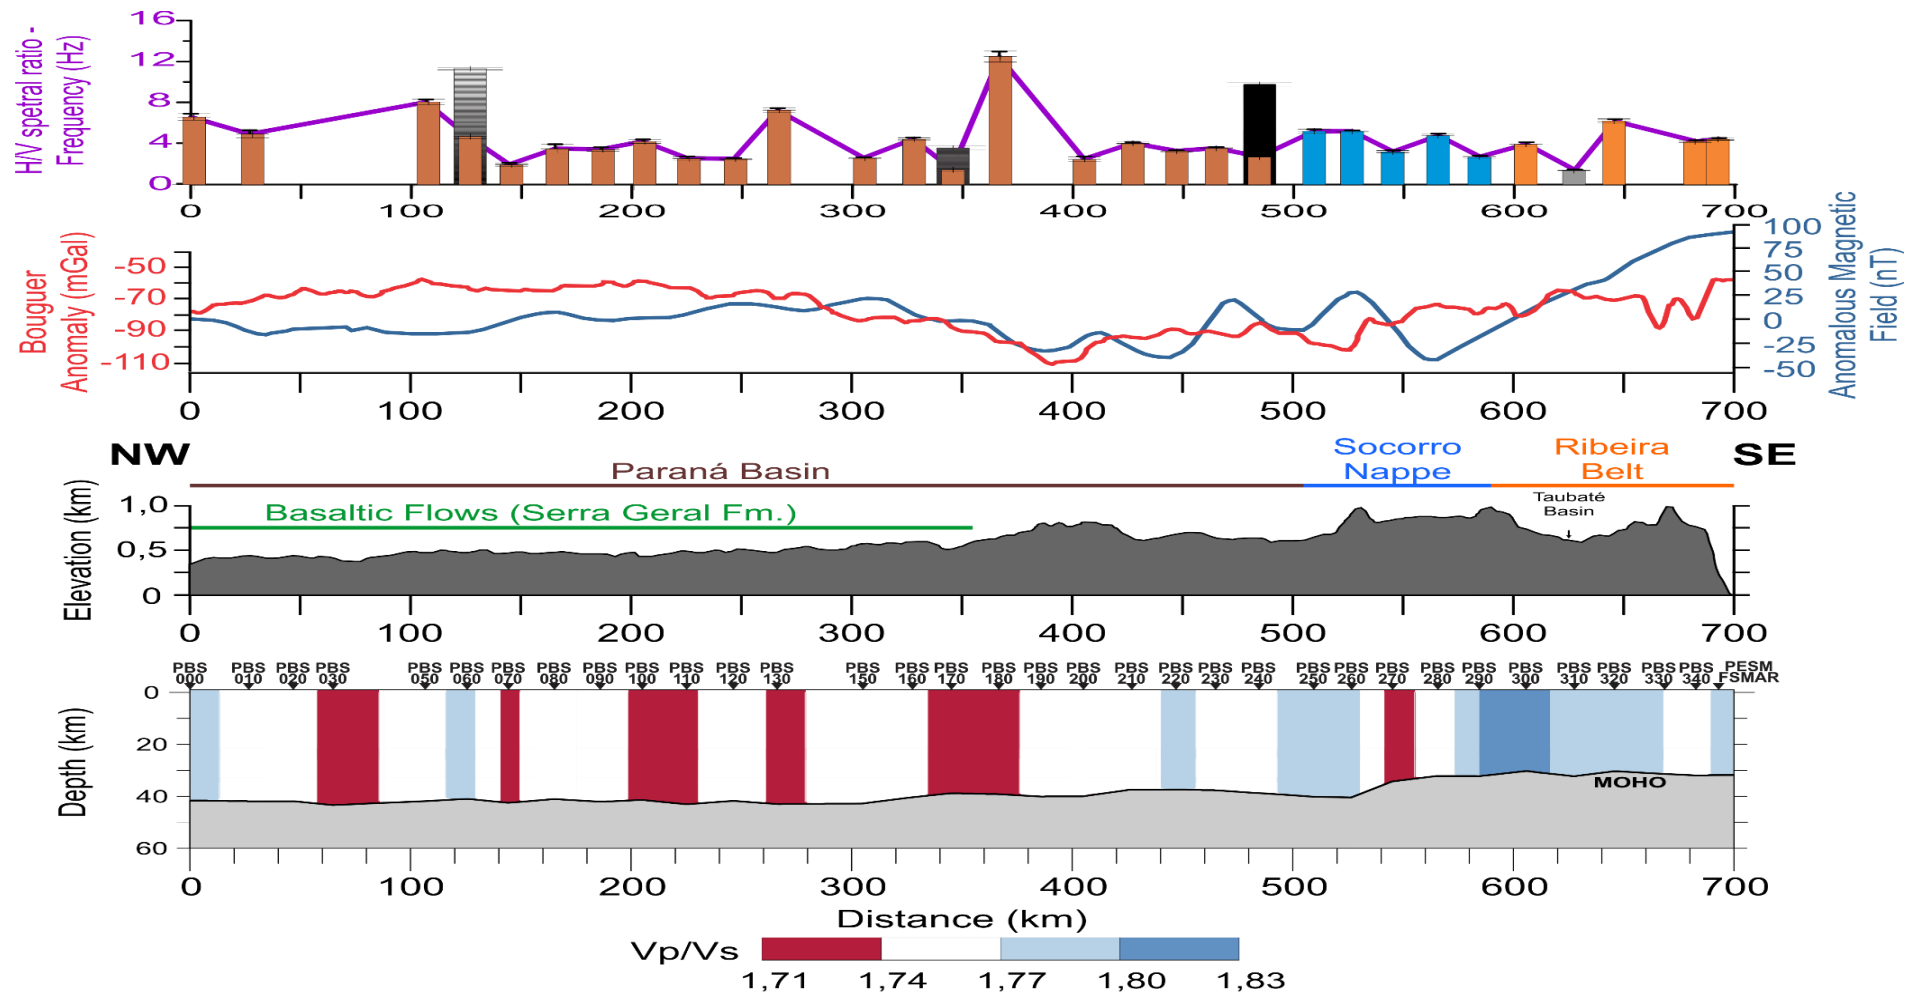 H/V spetral ratio -
Frequency (Hz)
16
12
8
4
0
0 100 200 300 400 500 600 700
Bouguer
Anomaly (mGal)
-50
-70
-90
-110
100
75
50
25
0
-25
-50
Anomalous Magnetic
Field (nT)
0 100 200 300 400 500 600 700
NW
SE
Paraná Basin
Socorro
Nappe
Ribeira
Belt
Basaltic Flows (Serra Geral Fm.)
Taubaté
Basin
Elevation (km)
1,0
0,5
0
0 100 200 300 400 500 600 700
PBS PBS PBS PBS PBS PBS PBS PBS PBS PBS PBS PBS PBS PBS PBS PBS PBS PBS PBS PBS PBS PBS PBS PBS PBS PBS PBS PBS PBS PBS PBS PBS PBS PESM
000 010 020 030 050 060 070 080 090 100 110 120 130 150 160 170 180 190 200 210 220 230 240 250 260 270 280 290 300 310 320 330 340 FSMAR
Depth (km)
0
20
40
60
MOHO
0 100 200 300 400 500 600 700
Distance (km)
Vp/Vs
1,71 1,74 1,77 1,80 1,83